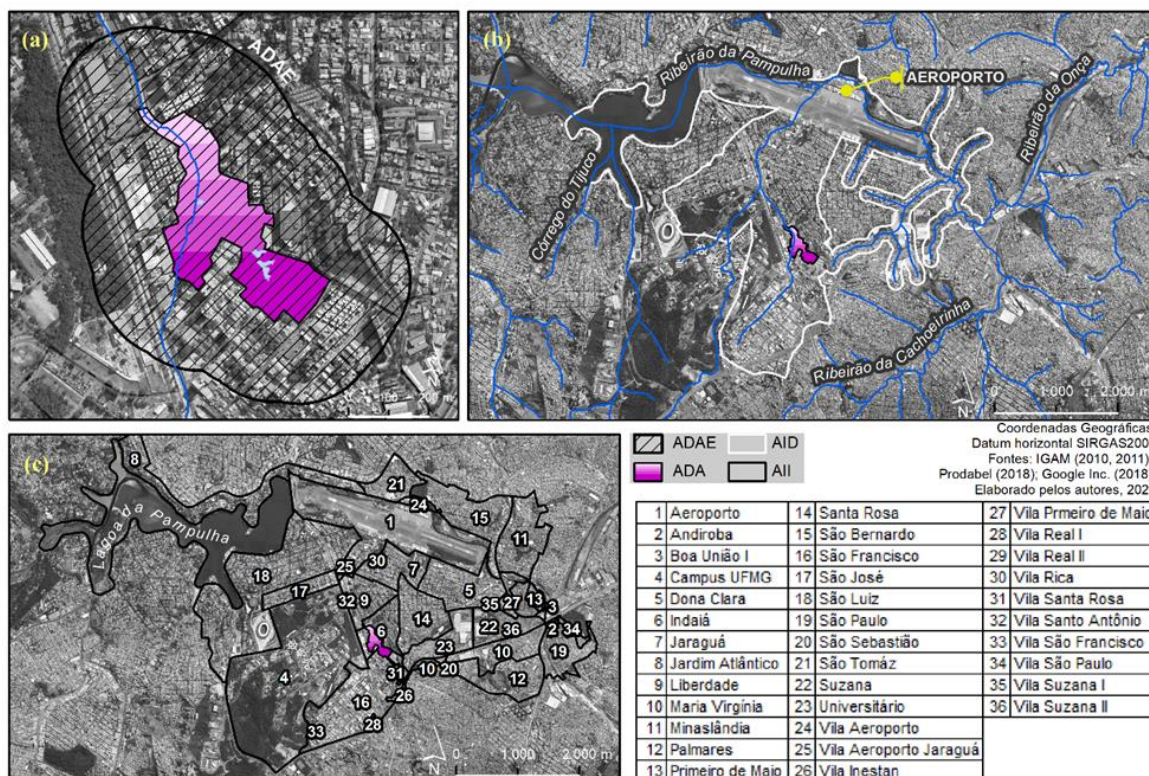 (a)
ADAE
100 200 m
(b)
Ribeirão da Pampulha
AEROPORTO
Ribeirão da Onça
Córrego do Tijuco
Ribeirão da Cachoeirinha
N
0 1.000 2.000 m
(c)
8
Lagoa da Pampulha
21
24
1
15
11
18
25
30
7
17
32
9
5
13
35
27
3
14
6
22
36
2
34
23
10
19
31
10
20
12
4
26
16
28
33
N
0 1.000 2.000 m
ADAE AID
ADA AII
Coordenadas Geográficas
Datum horizontal SIRGAS200
Fontes: IGAM (2010, 2011)
Prodabel (2018); Google Inc. (2018)
Elaborado pelos autores, 202
1 Aeroporto 14 Santa Rosa 27 Vila Prmeiro de Maio
2 Andiroba 15 São Bernardo 28 Vila Real I
3 Boa União I 16 São Francisco 29 Vila Real II
4 Campus UFMG 17 São José 30 Vila Rica
5 Dona Clara 18 São Luiz 31 Vila Santa Rosa
6 Indaiá 19 São Paulo 32 Vila Santo Antônio
7 Jaraguá 20 São Sebastião 33 Vila São Francisco
8 Jardim Atlântico 21 São Tomáz 34 Vila São Paulo
9 Liberdade 22 Suzana 35 Vila Suzana I
10 Maria Virgínia 23 Universitário 36 Vila Suzana II
11 Minaslândia 24 Vila Aeroporto
12 Palmares 25 Vila Aeroporto Jaraguá
13 Primeiro de Maio 26 Vila Inestan